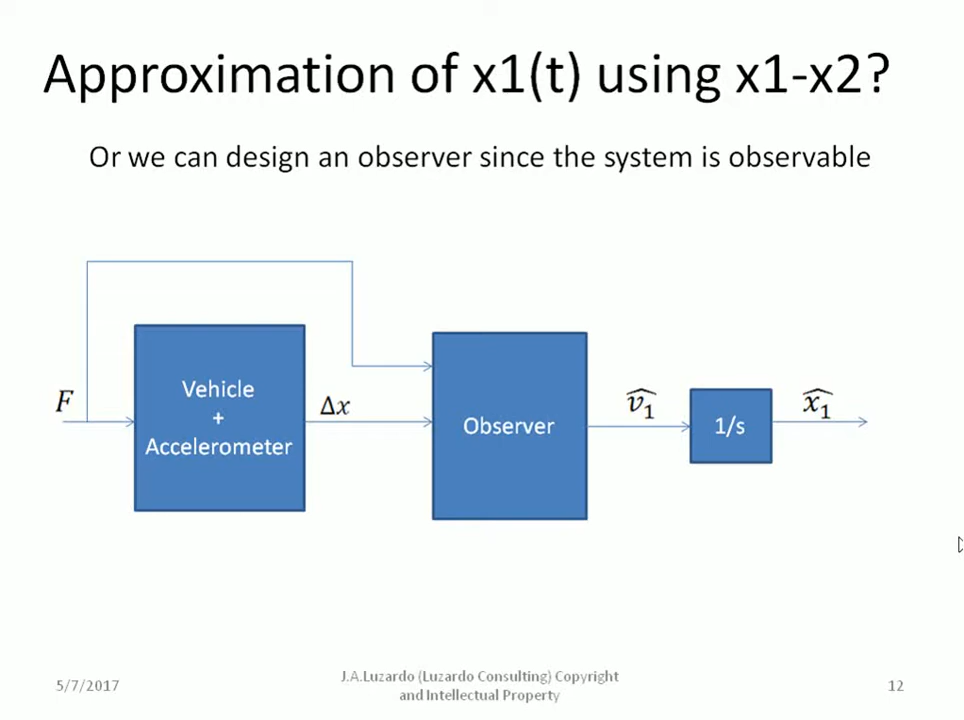 Approximation of x1(t) using x1-x2?
Or we can design an observer since the system is observable
F
Vehicle
+
Accelerometer
Δx
Observer
v̂₁
1/s
x̂₁
5/7/2017
J.A.Luzardo (Luzardo Consulting) Copyright
and Intellectual Property
12